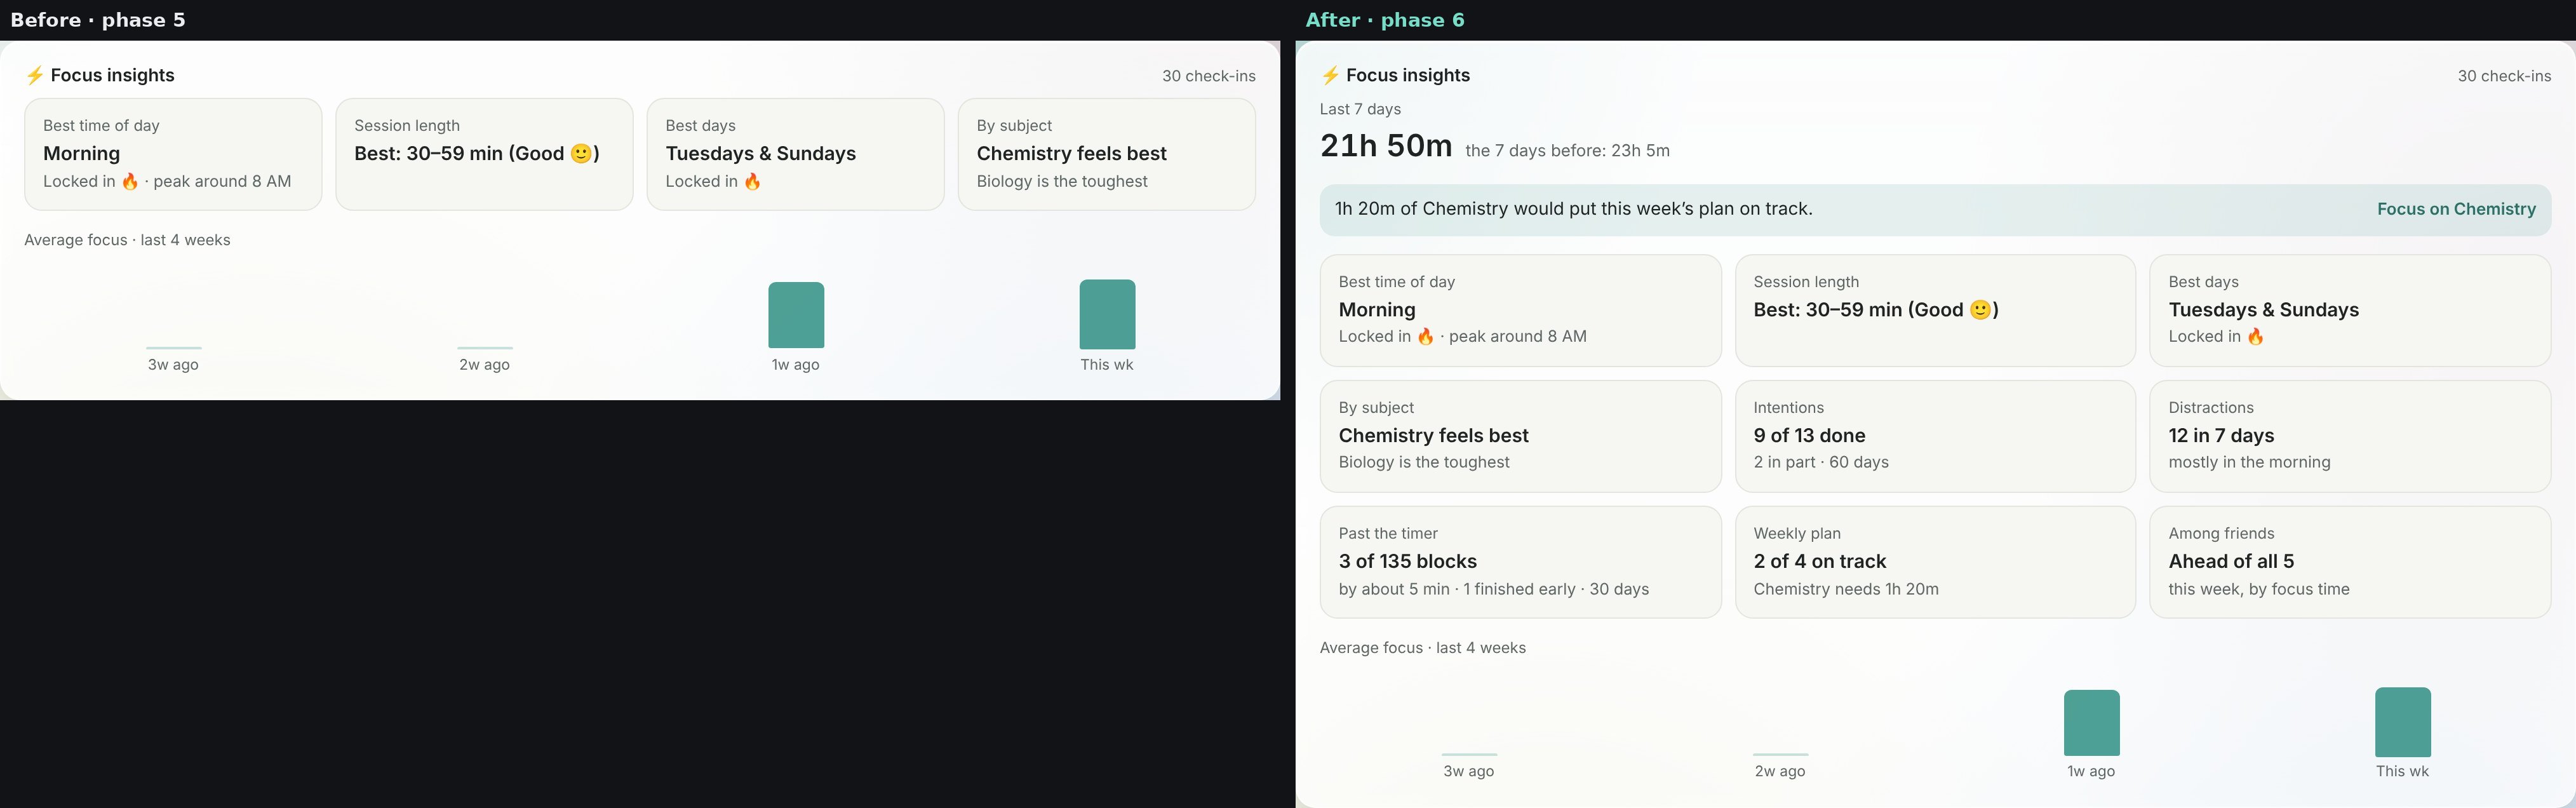 Before · phase 5
⚡ Focus insights
30 check-ins
Best time of day
Morning
Locked in 🔥 · peak around 8 AM
Session length
Best: 30–59 min (Good 🙂)
Best days
Tuesdays & Sundays
Locked in 🔥
By subject
Chemistry feels best
Biology is the toughest
Average focus · last 4 weeks
3w ago
2w ago
1w ago
This wk
After · phase 6
⚡ Focus insights
30 check-ins
Last 7 days
21h 50m the 7 days before: 23h 5m
1h 20m of Chemistry would put this week’s plan on track.
Focus on Chemistry
Best time of day
Morning
Locked in 🔥 · peak around 8 AM
Session length
Best: 30–59 min (Good 🙂)
Best days
Tuesdays & Sundays
Locked in 🔥
By subject
Chemistry feels best
Biology is the toughest
Intentions
9 of 13 done
2 in part · 60 days
Distractions
12 in 7 days
mostly in the morning
Past the timer
3 of 135 blocks
by about 5 min · 1 finished early · 30 days
Weekly plan
2 of 4 on track
Chemistry needs 1h 20m
Among friends
Ahead of all 5
this week, by focus time
Average focus · last 4 weeks
3w ago
2w ago
1w ago
This wk